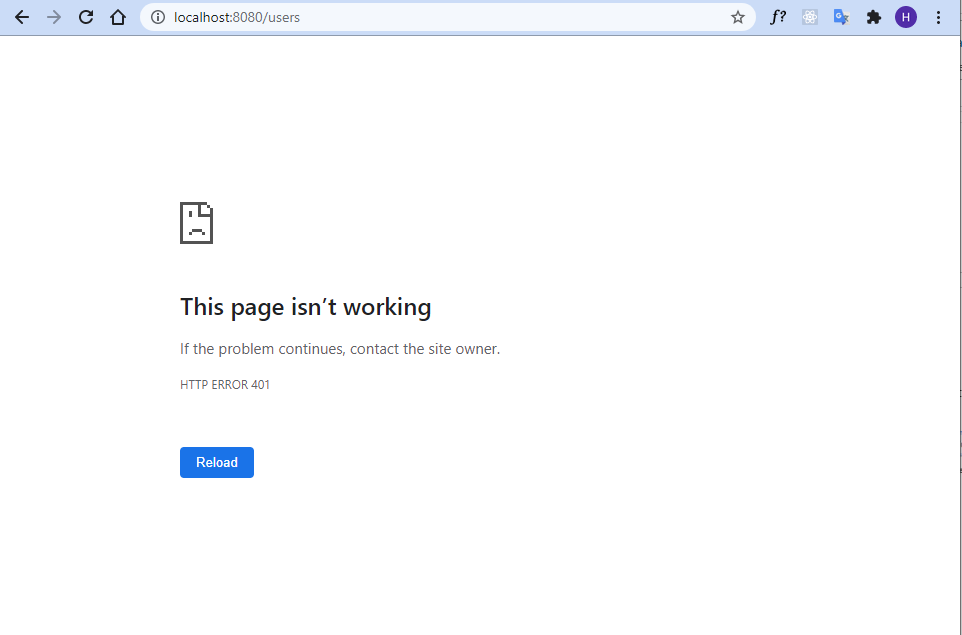 localhost:8080/users
f?
H
This page isn’t working
If the problem continues, contact the site owner.
HTTP ERROR 401
Reload